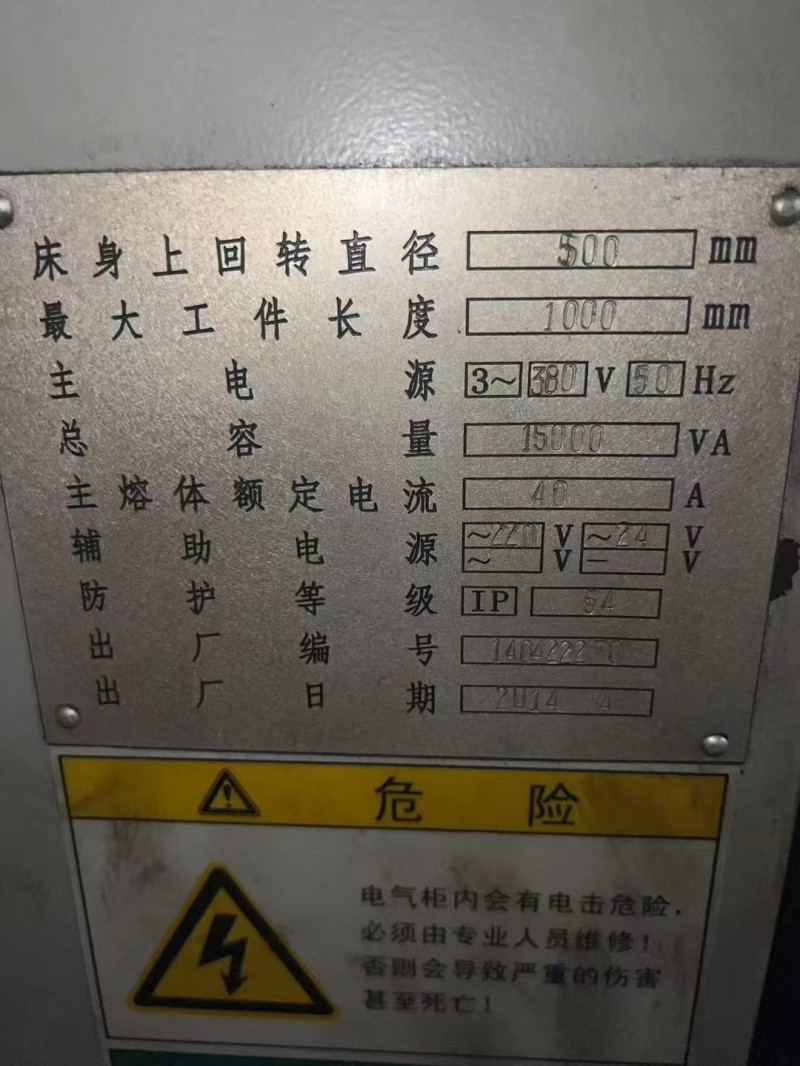 床身上回转直径 500 mm
最大工件长度 1000 mm
主电源 3~ 380 V 50 Hz
总容量 15000 VA
主熔体额定电流 40 A
辅助电源 ~220 V ~24 V
~ V — V
防护等级 IP 54
出厂编号
出厂日期 2014 4
危险
电气柜内会有电击危险，
必须由专业人员维修！
否则会导致严重的伤害
甚至死亡！